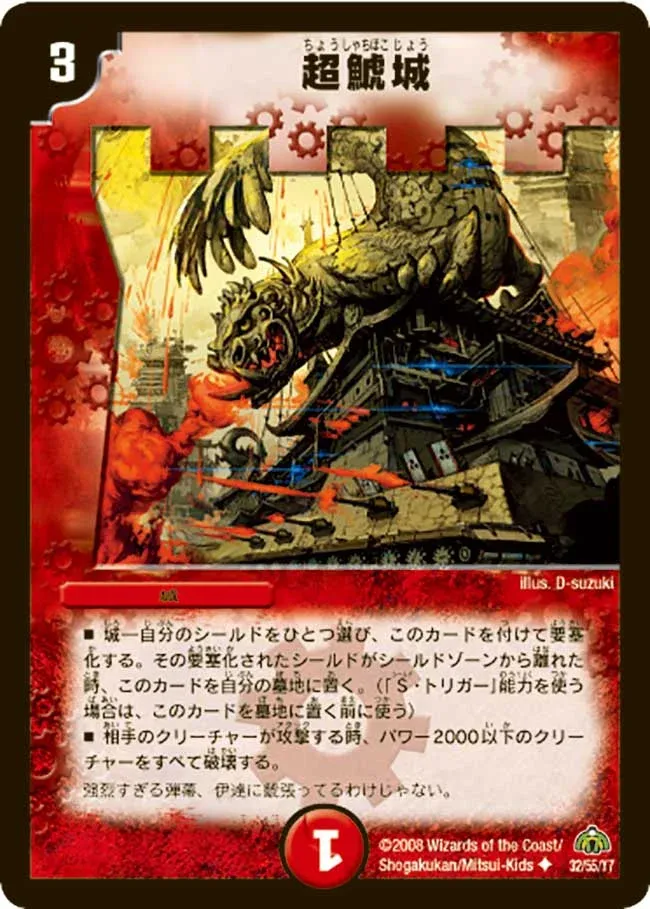 3
ちょうしゃちほこじょう
超鯱城
illus. D-suzuki
城
■ 城―自分のシールドをひとつ選び、このカードを付けて要塞
化する。その要塞化されたシールドがシールドゾーンから離れた
時、このカードを自分の墓地に置く。(「S・トリガー」能力を使う
場合は、このカードを墓地に置く前に使う)
■ 相手のクリーチャーが攻撃する時、パワー2000以下のクリー
チャーをすべて破壊する。
強烈すぎる弾幕、伊達に鯱張ってるわけじゃない。
1
©2008 Wizards of the Coast/
Shogakukan/Mitsui-Kids
32/55/Y7